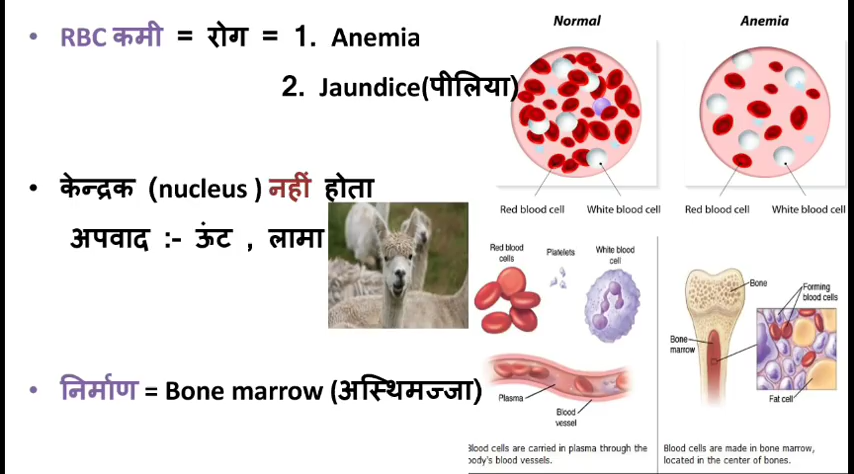 • RBC कमी = रोग = 1. Anemia
2. Jaundice(पीलिया)
• केन्द्रक (nucleus ) नहीं होता
अपवाद :- ऊंट , लामा
• निर्माण = Bone marrow (अस्थिमज्जा)
Normal
Anemia
Red blood cell
White blood cell
Red blood cell
White blood cell
Red blood
cells
Platelets
White blood
cell
Plasma
Blood
vessel
Blood cells are carried in plasma through the
body's blood vessels.
Bone
Forming
blood cells
Bone
marrow
Fat cell
Blood cells are made in bone marrow,
located in the center of bones.